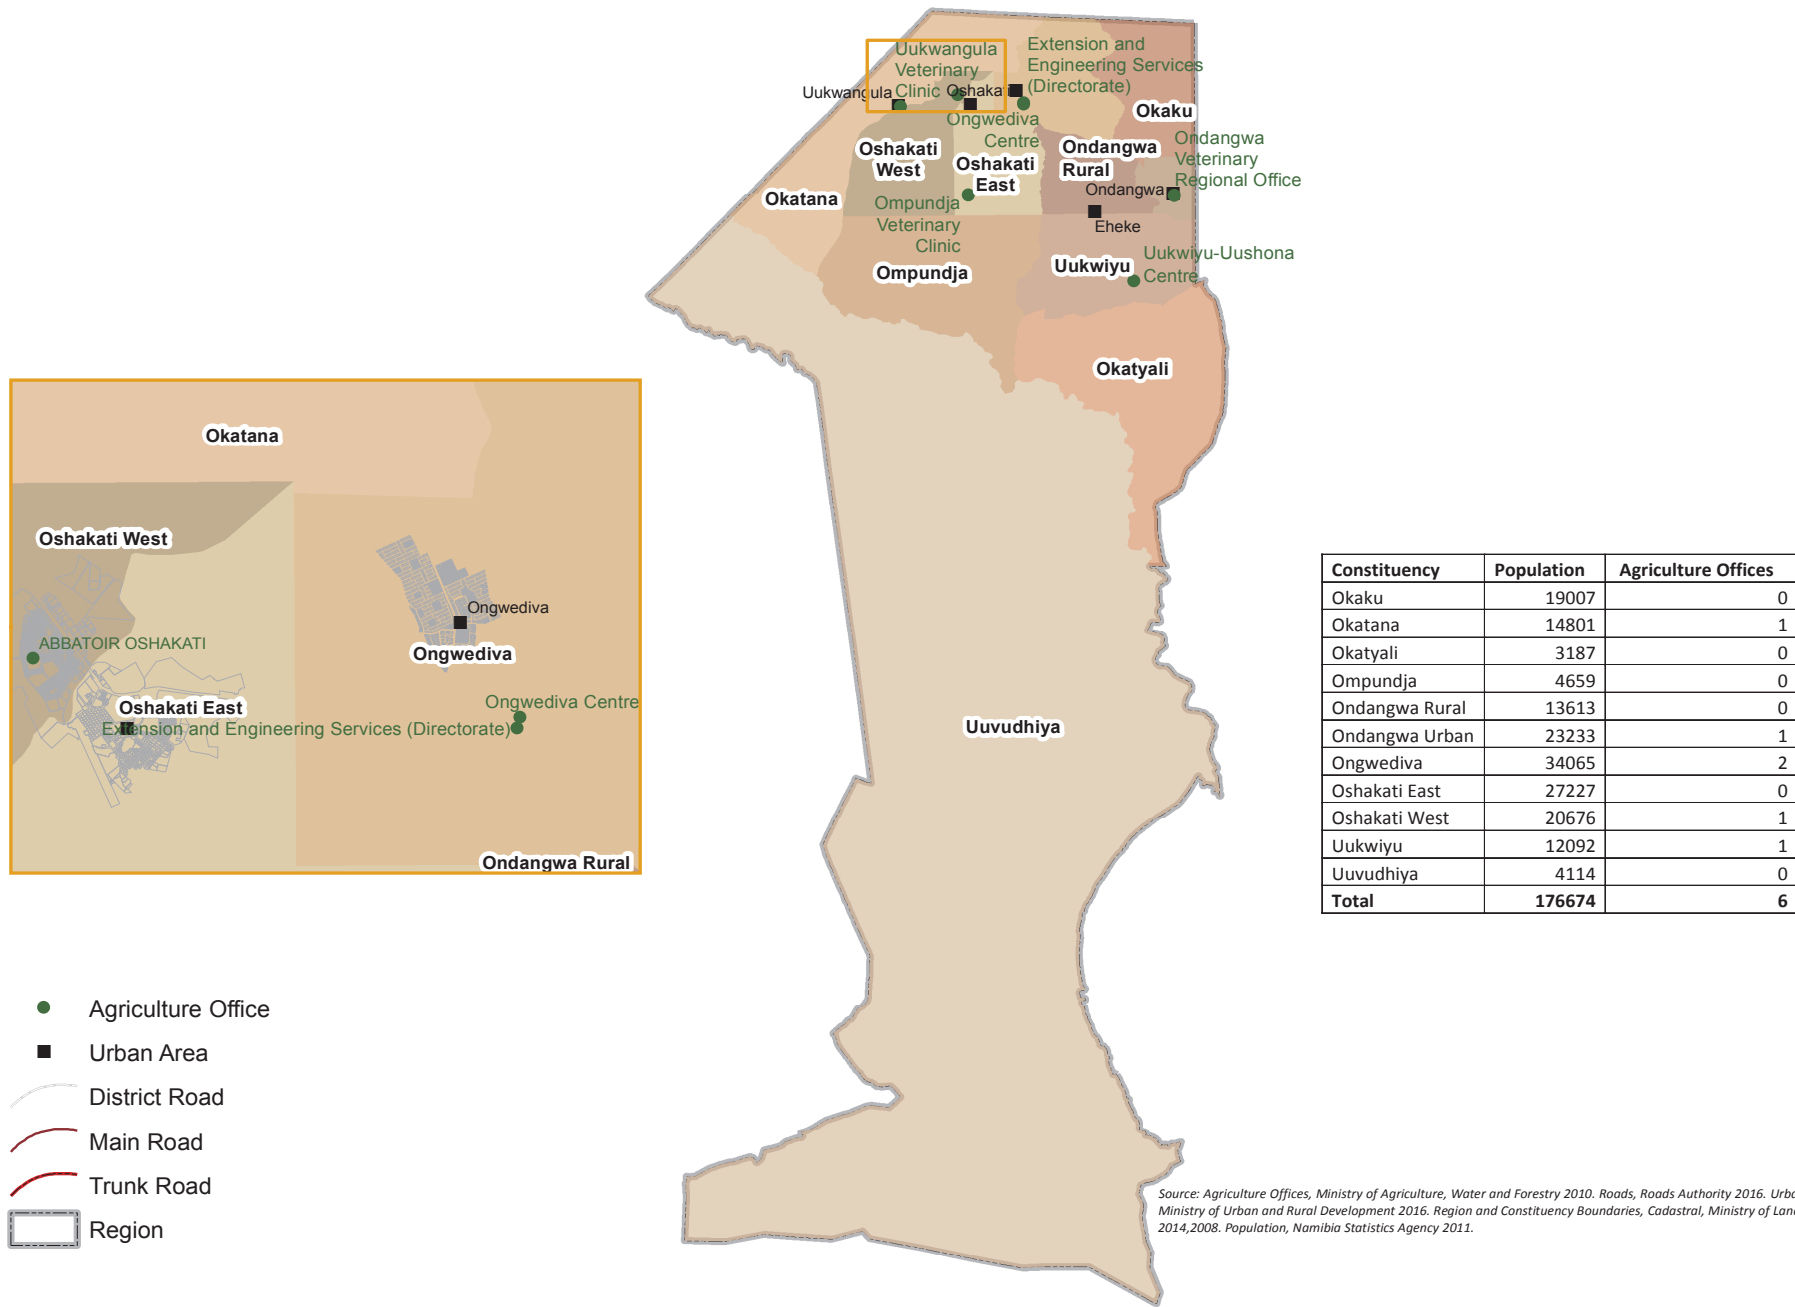 Uukwangula
Veterinary
Clinic
Extension and
Engineering Services
(Directorate)
Uukwangula
Oshakati
Ongwediva
Centre
Okaku
Oshakati
West
Oshakati
East
Ondangwa
Rural
Ondangwa
Veterinary
Regional Office
Ondangwa
Okatana
Ompundja
Veterinary
Clinic
Eheke
Ompundja
Uukwiyu
Uukwiyu-Uushona
Centre
Okatyali
Uuvudhiya
Okatana
Oshakati West
Ongwediva
ABBATOIR OSHAKATI
Ongwediva
Ongwediva Centre
Oshakati East
Extension and Engineering Services (Directorate)
Ondangwa Rural
Constituency Population Agriculture Offices
Okaku 19007 0
Okatana 14801 1
Okatyali 3187 0
Ompundja 4659 0
Ondangwa Rural 13613 0
Ondangwa Urban 23233 1
Ongwediva 34065 2
Oshakati East 27227 0
Oshakati West 20676 1
Uukwiyu 12092 1
Uuvudhiya 4114 0
Total 176674 6
Agriculture Office
Urban Area
District Road
Main Road
Trunk Road
Region
Source: Agriculture Offices, Ministry of Agriculture, Water and Forestry 2010. Roads, Roads Authority 2016.
Ministry of Urban and Rural Development 2016. Region and Constituency Boundaries, Cadastral, Ministry of
2014,2008. Population, Namibia Statistics Agency 2011.